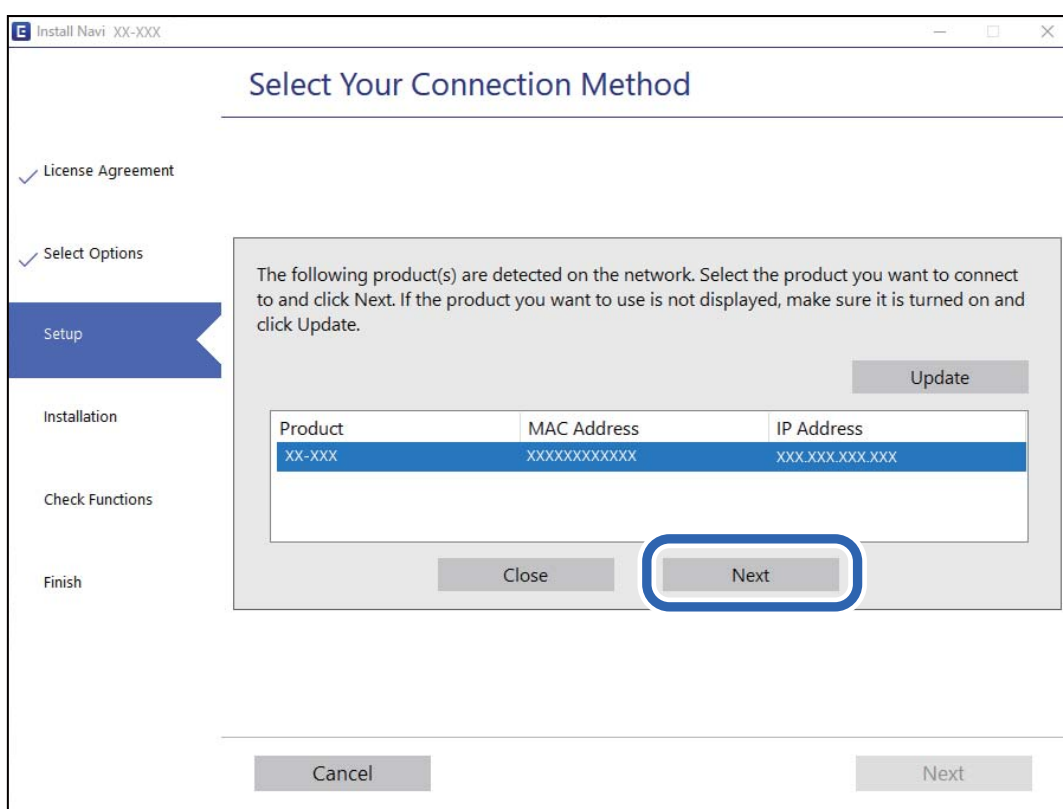 E Install Navi XX-XXX
Select Your Connection Method
License Agreement
Select Options
Setup
Installation
Check Functions
Finish
The following product(s) are detected on the network. Select the product you want to connect
to and click Next. If the product you want to use is not displayed, make sure it is turned on and
click Update.
Update
Product MAC Address IP Address
XX-XXX XXXXXXXXXXXX XXX.XXX.XXX.XXX
Close Next
Cancel Next